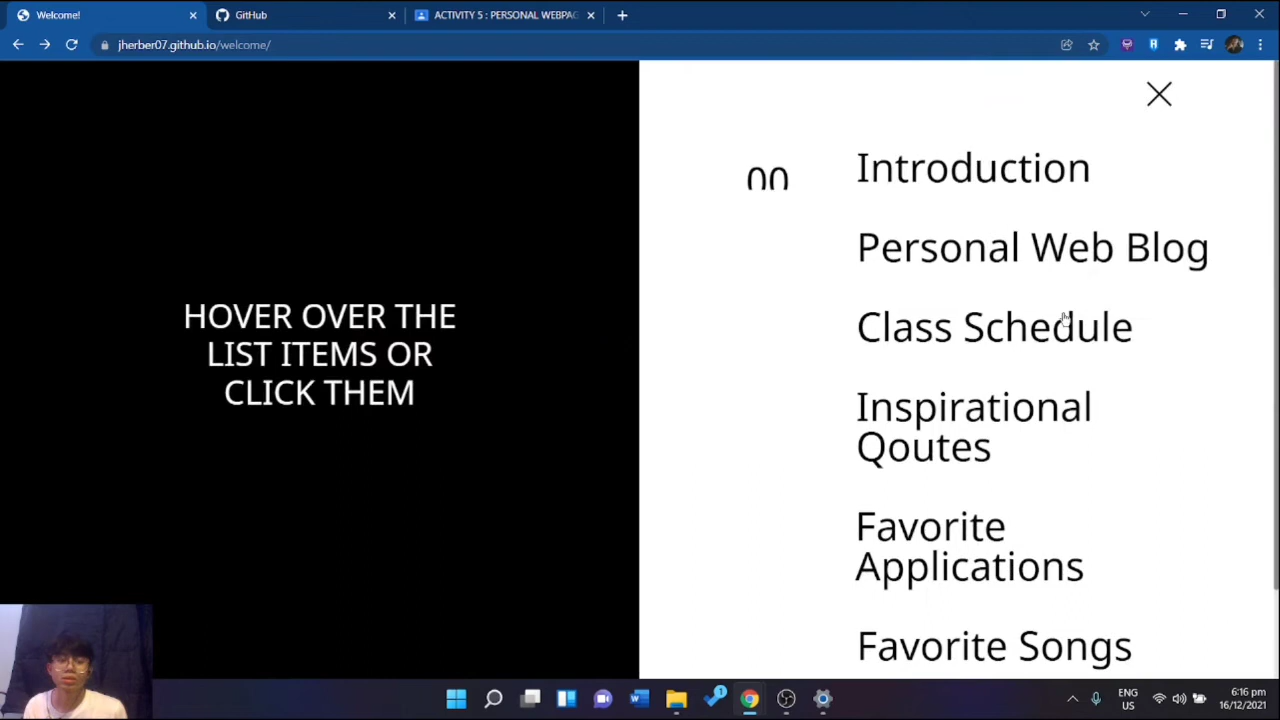 Welcome!
GitHub
ACTIVITY 5 : PERSONAL WEBPAG
jherber07.github.io/welcome/
00
Introduction
Personal Web Blog
Class Schedule
Inspirational
Qoutes
Favorite
Applications
Favorite Songs
HOVER OVER THE
LIST ITEMS OR
CLICK THEM
1
ENG
US
6:16 pm
16/12/2021